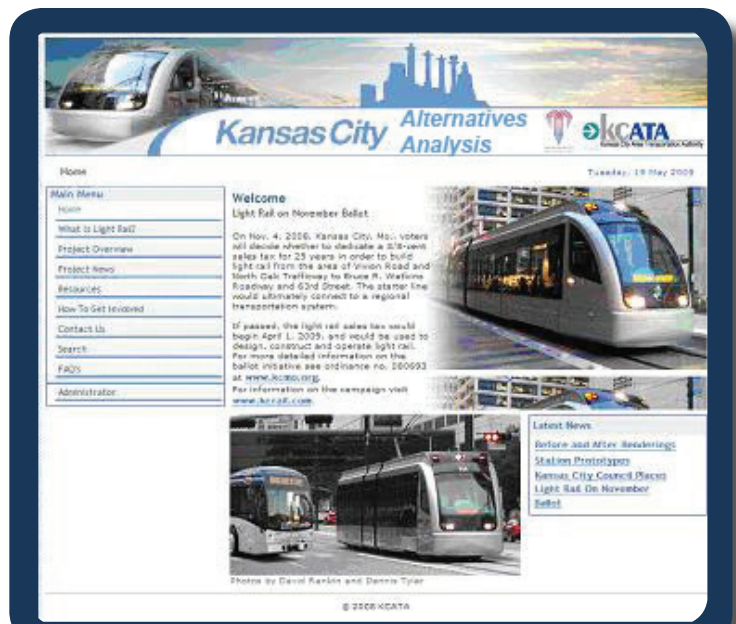 Kansas City Alternatives
Analysis
KCATA
Kansas City Area Transportation Authority
Home
Tuesday, 19 May 2009
Main Menu
Home
What is Light Rail?
Project Overview
Project News
Resources
How To Get Involved
Contact Us
Search
FAQ's
Administrator
Welcome
Light Rail on November Ballot
On Nov. 4, 2008, Kansas City, Mo., voters
will decide whether to dedicate a 3/8-cent
sales tax for 25 years in order to build
light rail from the area of Vivion Road and
North Oak Trafficway to Bruce R. Watkins
Roadway and 63rd Street. The starter line
would ultimately connect to a regional
transportation system.
If passed, the light rail sales tax would
begin April 1, 2009, and would be used to
design, construct and operate light rail.
For more detailed information on the
ballot initiative see ordinance no. 080693
at www.kcmo.org.
For information on the campaign visit
www.kcrail.com.
Latest News
Before and After Renderings
Station Prototypes
Kansas City Council Places
Light Rail On November
Ballot
Photos by David Rankin and Dennis Tyler
© 2008 KCATA